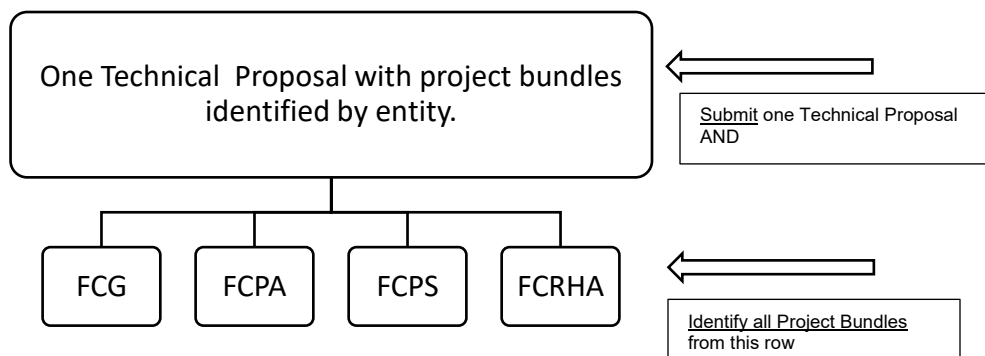 One Technical  Proposal with project bundles
identified by entity.
Submit one Technical Proposal
AND
FCG
FCPA
FCPS
FCRHA
Identify all Project Bundles
from this row